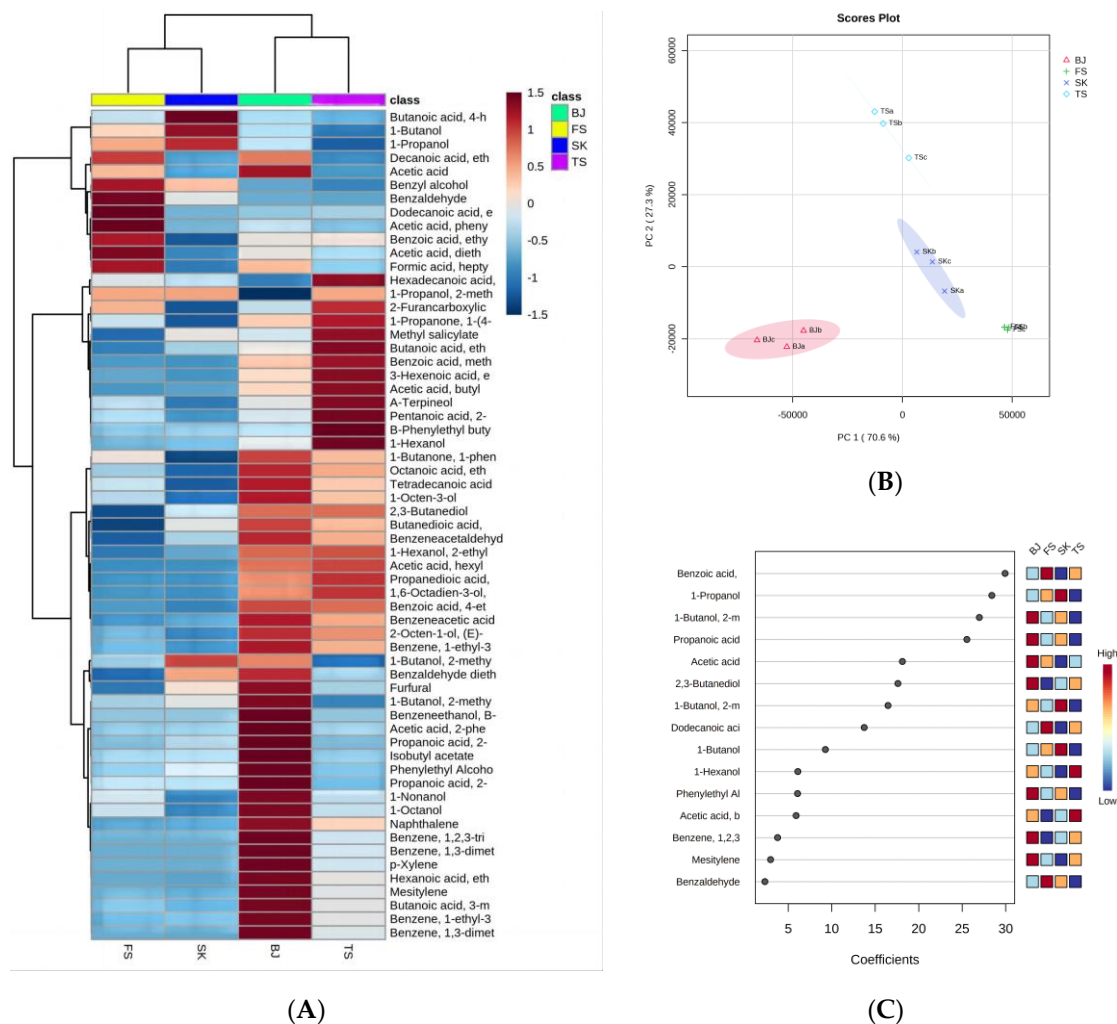 class
Butanoic acid, 4-h
1-Butanol
1-Propanol
Decanoic acid, eth
Acetic acid
Benzyl alcohol
Benzaldehyde
Dodecanoic acid, e
Acetic acid, pheny
Benzoic acid, ethy
Acetic acid, dieth
Formic acid, hepty
Hexadecanoic acid,
1-Propanol, 2-meth
2-Furancarboxylic
1-Propanone, 1-(4-
Methyl salicylate
Butanoic acid, eth
Benzoic acid, meth
3-Hexenoic acid, e
Acetic acid, butyl
A-Terpineol
Pentanoic acid, 2-
B-Phenylethyl buty
1-Hexanol
1-Butanone, 1-phen
Octanoic acid, eth
Tetradecanoic acid
1-Octen-3-ol
2,3-Butanediol
Butanedioic acid,
Benzeneacetaldehyd
1-Hexanol, 2-ethyl
Acetic acid, hexyl
Propanedioic acid,
1,6-Octadien-3-ol,
Benzoic acid, 4-et
Benzeneacetic acid
2-Octen-1-ol, (E)-
Benzene, 1-ethyl-3
1-Butanol, 2-methy
Benzaldehyde dieth
Furfural
1-Butanol, 2-methy
Benzeneethanol, B-
Acetic acid, 2-phe
Propanoic acid, 2-
Isobutyl acetate
Phenylethyl Alcoho
Propanoic acid, 2-
1-Nonanol
1-Octanol
Naphthalene
Benzene, 1,2,3-tri
Benzene, 1,3-dimet
p-Xylene
Hexanoic acid, eth
Mesitylene
Butanoic acid, 3-m
Benzene, 1-ethyl-3
Benzene, 1,3-dimet
FS SK BJ TS
1.5
1
0.5
0
-0.5
-1
-1.5
class
BJ
FS
SK
TS
(A)
Scores Plot
PC 2 ( 27.3 %)
60000
40000
20000
0
-20000
TSa
TSb
TSc
SKb
SKc
SKa
BJb
BJc
BJa
-50000 0 50000
PC 1 ( 70.6 %)
BJ
FS
SK
TS
(B)
BJ FS SK TS
Benzoic acid,
1-Propanol
1-Butanol, 2-m
Propanoic acid
Acetic acid
2,3-Butanediol
1-Butanol, 2-m
Dodecanoic aci
1-Butanol
1-Hexanol
Phenylethyl Al
Acetic acid, b
Benzene, 1,2,3
Mesitylene
Benzaldehyde
5 10 15 20 25 30
Coefficients
High
Low
(C)